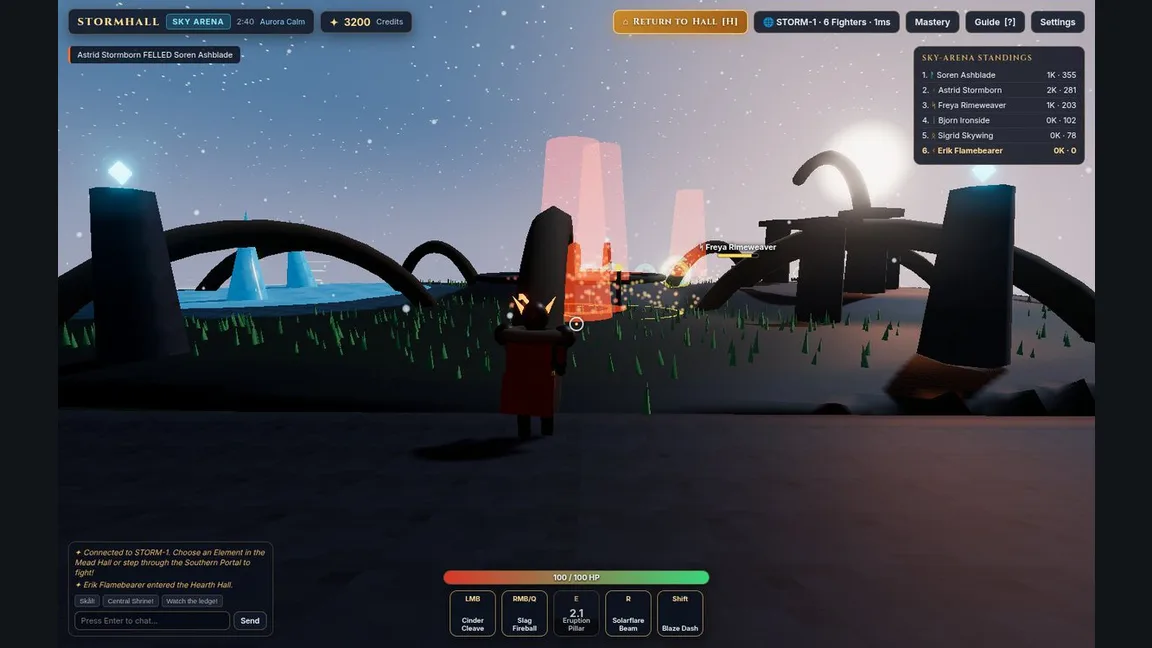 STORMHALL SKY ARENA 2:40 Aurora Calm
3200 Credits
RETURN TO HALL [H]
STORM-1 · 6 Fighters · 1ms
Mastery
Guide [?]
Settings
Astrid Stormborn FELLED Soren Ashblade
SKY-ARENA STANDINGS
1. Soren Ashblade 1K · 355
2. Astrid Stormborn 2K · 281
3. Freya Rimeweaver 1K · 203
4. Bjorn Ironside 0K · 102
5. Sigrid Skywing 0K · 78
6. Erik Flamebearer 0K · 0
Freya Rimeweaver
✦ Connected to STORM-1. Choose an Element in the
Mead Hall or step through the Southern Portal to
fight!
✦ Erik Flamebearer entered the Hearth Hall.
Skål! Central Shrine! Watch the ledge!
Press Enter to chat... Send
100 / 100 HP
LMB
Cinder
Cleave
RMB/Q
Slag
Fireball
E
2.1
Eruption
Pillar
R
Solarflare
Beam
Shift
Blaze Dash